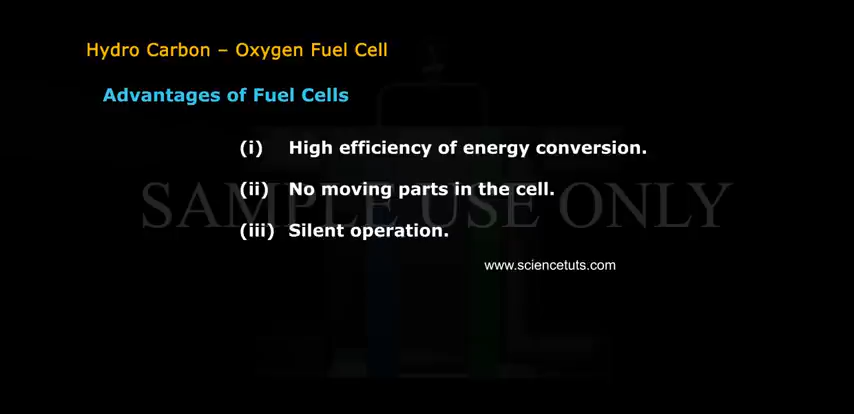 Hydro Carbon – Oxygen Fuel Cell
Advantages of Fuel Cells
(i) High efficiency of energy conversion.
(ii) No moving parts in the cell.
SAMPLE USE ONLY
(iii) Silent operation.
www.sciencetuts.com